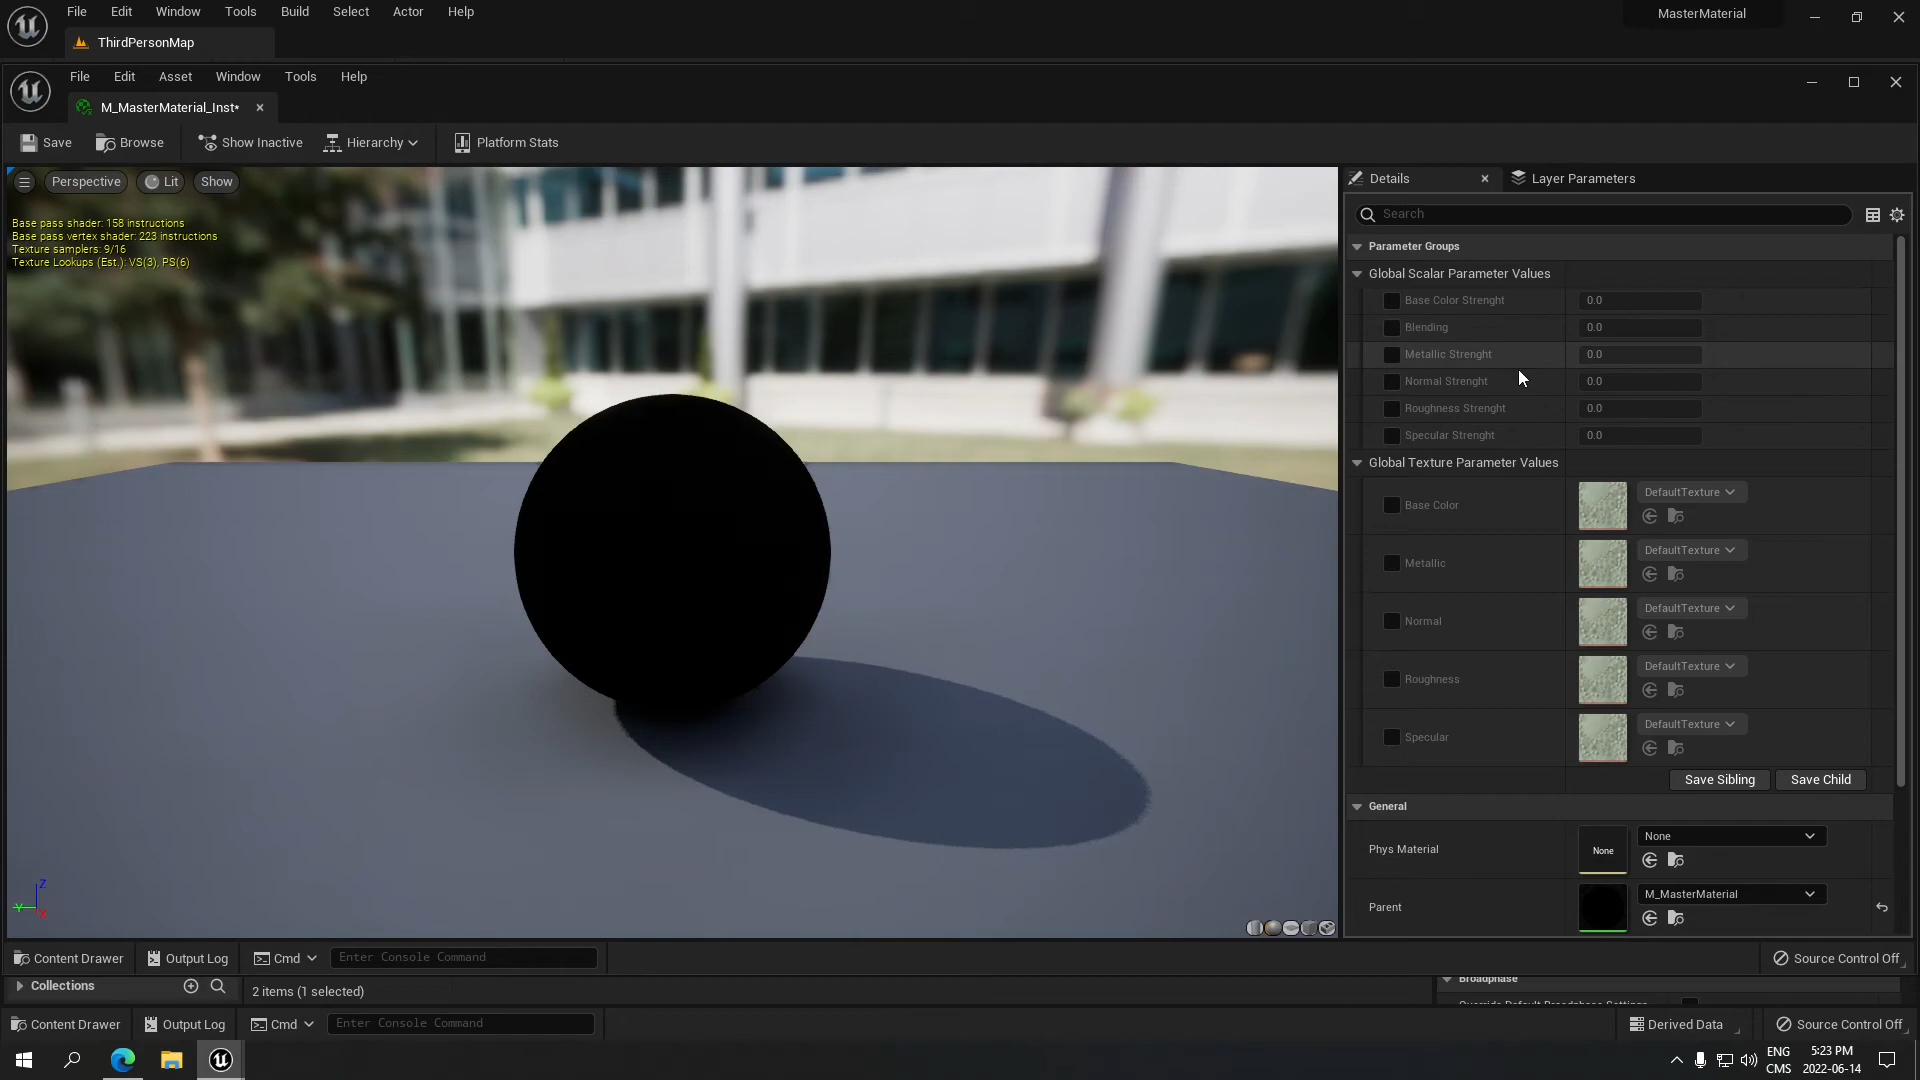 File Edit Window Tools Build Select Actor Help
MasterMaterial
ThirdPersonMap
File Edit Asset Window Tools Help
M_MasterMaterial_Inst*
Save Browse Show Inactive Hierarchy Platform Stats
Perspective Lit Show
Base pass shader: 158 instructions
Base pass vertex shader: 223 instructions
Texture samplers: 9/16
Texture Lookups (Est.): VS(3), PS(6)
Z
Y
X
Details Layer Parameters
Search
Parameter Groups
Global Scalar Parameter Values
Base Color Strenght 0.0
Blending 0.0
Metallic Strenght 0.0
Normal Strenght 0.0
Roughness Strenght 0.0
Specular Strenght 0.0
Global Texture Parameter Values
Base Color DefaultTexture
Metallic DefaultTexture
Normal DefaultTexture
Roughness DefaultTexture
Specular DefaultTexture
Save Sibling Save Child
General
Phys Material None None
Parent M_MasterMaterial
Content Drawer Output Log Cmd Enter Console Command Source Control Off
Collections 2 items (1 selected) Broadphase
Override Default Broadphase Settings
Content Drawer Output Log Cmd Enter Console Command Derived Data Source Control Off
ENG 5:23 PM
CMS 2022-06-14